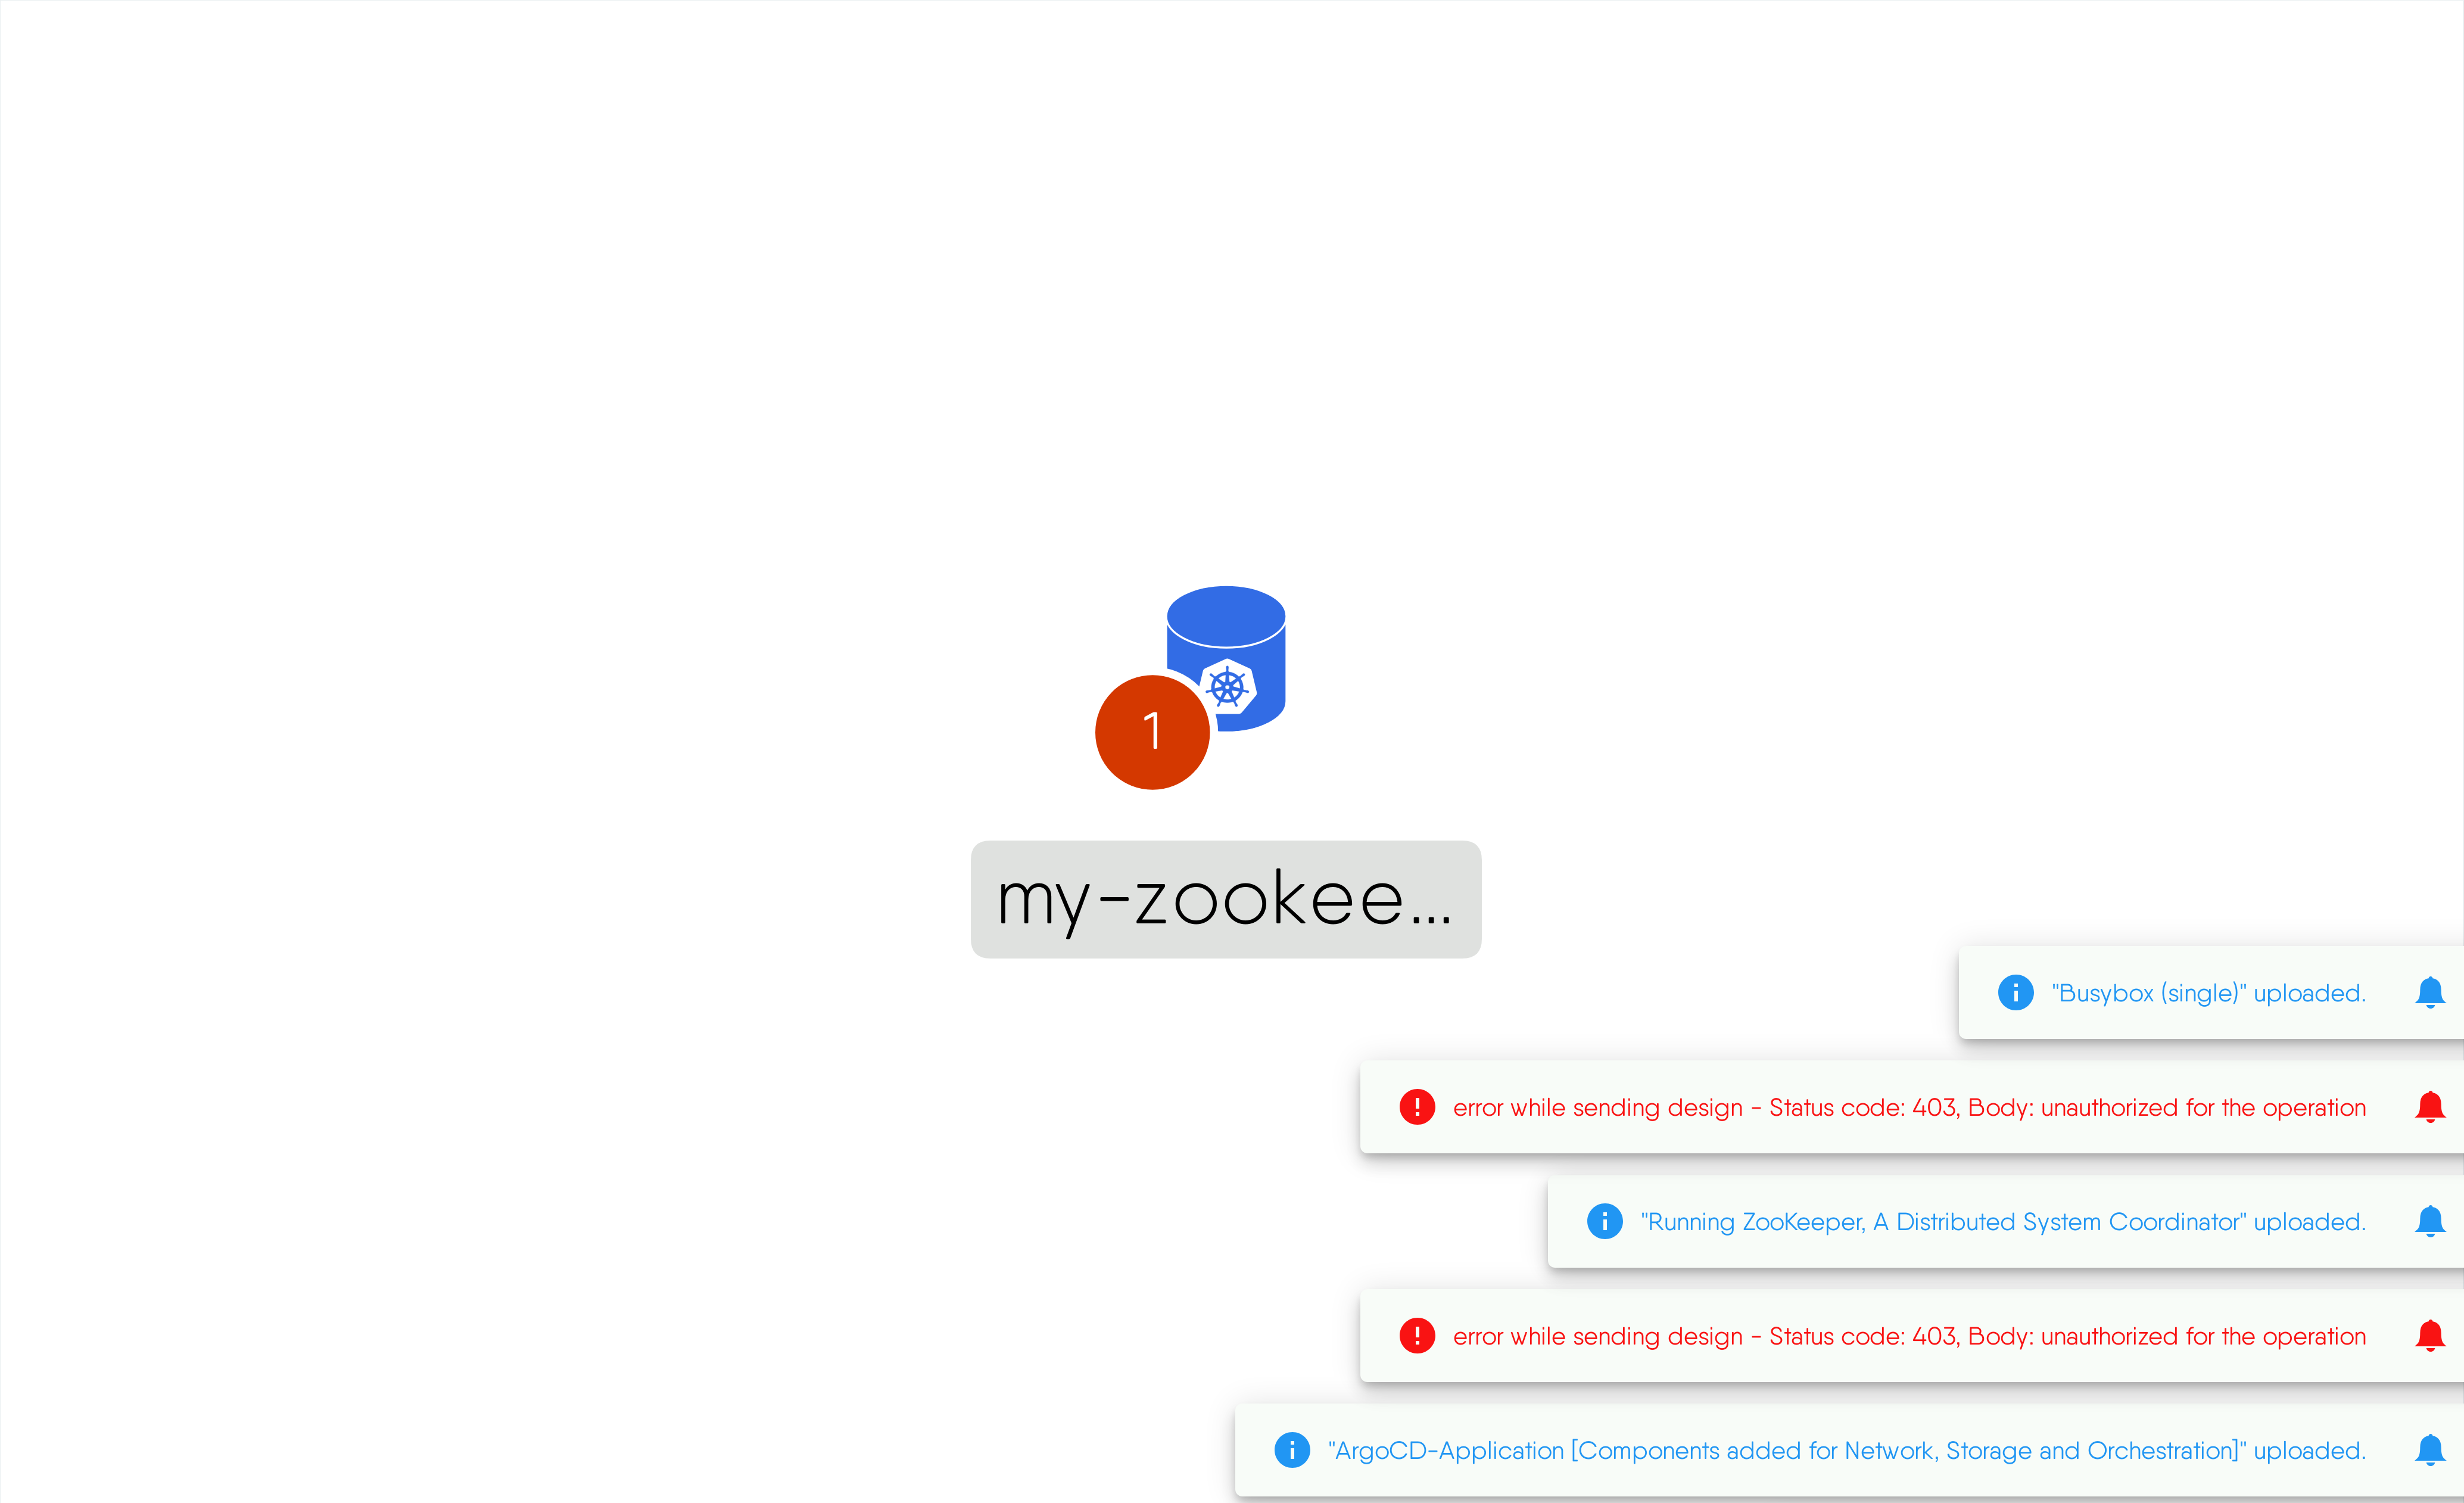 1
my-zookee...
"Busybox (single)" uploaded.
error while sending design - Status code: 403, Body: unauthorized for the operation
"Running ZooKeeper, A Distributed System Coordinator" uploaded.
error while sending design - Status code: 403, Body: unauthorized for the operation
"ArgoCD-Application [Components added for Network, Storage and Orchestration]" uploaded.